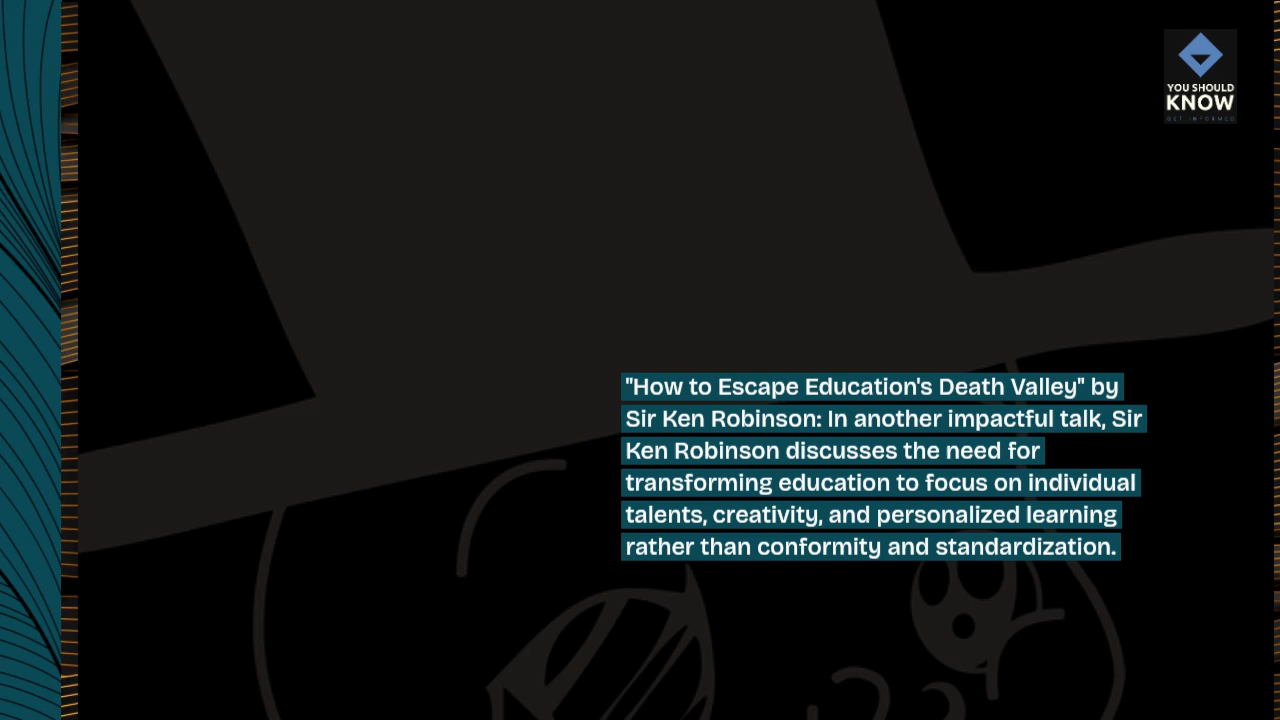 YOU SHOULD
KNOW
GET INFORMED
"How to Escape Education's Death Valley" by
Sir Ken Robinson: In another impactful talk, Sir
Ken Robinson discusses the need for
transforming education to focus on individual
talents, creativity, and personalized learning
rather than conformity and standardization.